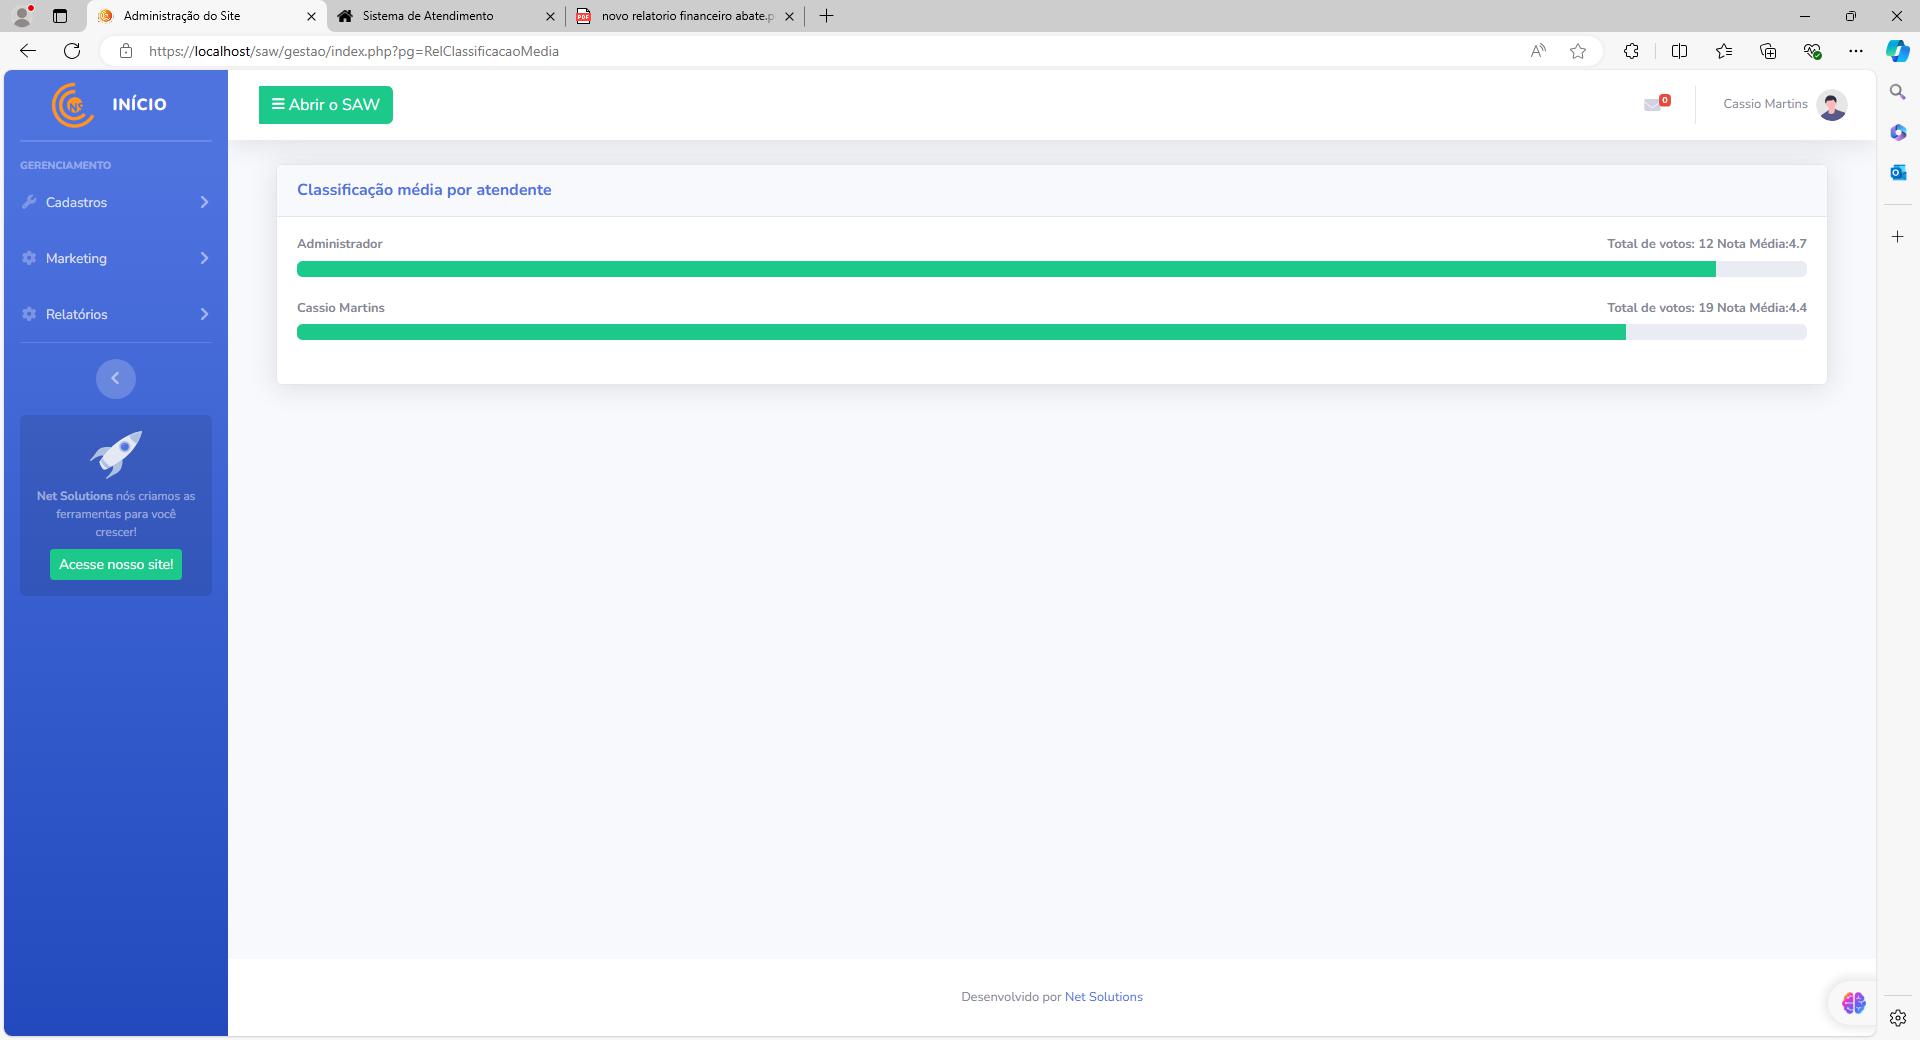 Administração do Site
Sistema de Atendimento
novo relatorio financeiro abate.p
https://localhost/saw/gestao/index.php?pg=RelClassificacaoMedia
INÍCIO
Abrir o SAW
0
Cassio Martins
GERENCIAMENTO
Cadastros
Marketing
Relatórios
Classificação média por atendente
Administrador
Total de votos: 12 Nota Média:4.7
Cassio Martins
Total de votos: 19 Nota Média:4.4
Net Solutions nós criamos as
ferramentas para você
crescer!
Acesse nosso site!
Desenvolvido por Net Solutions